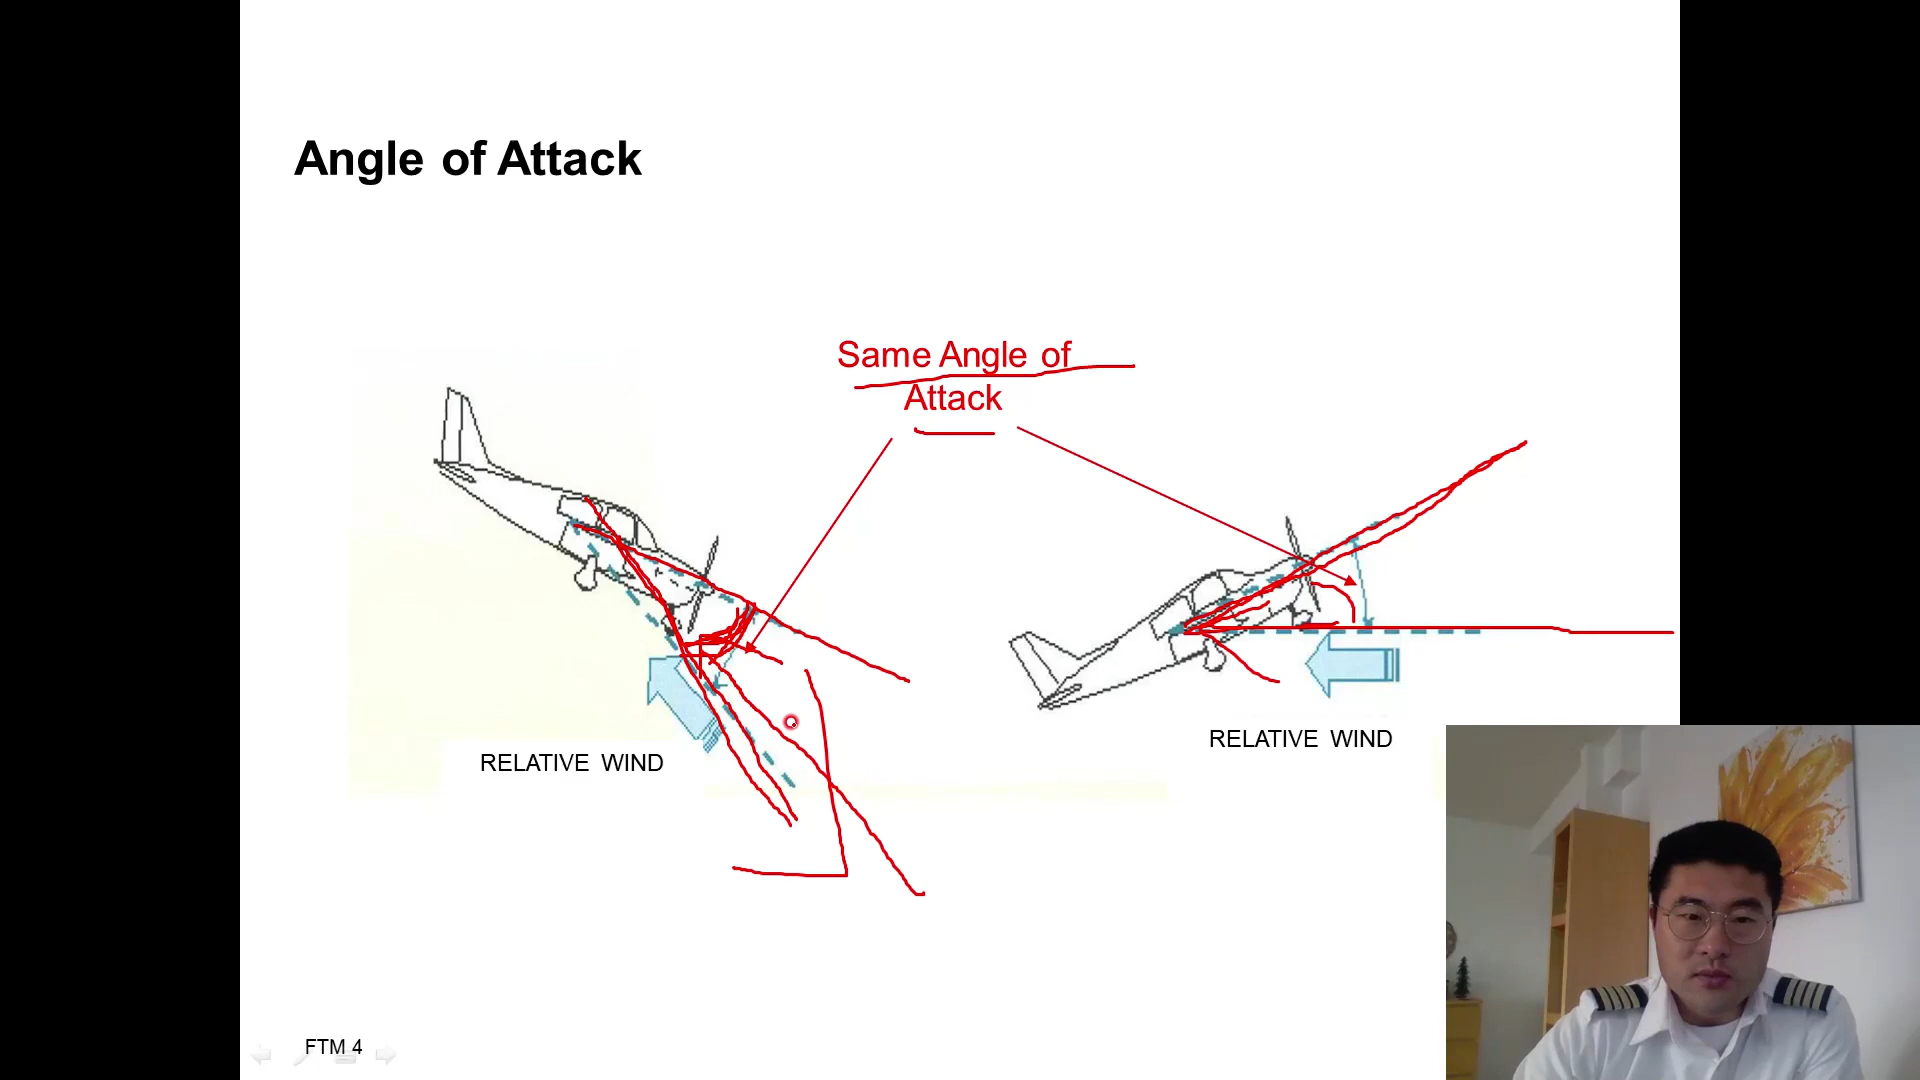 Angle of Attack
Same Angle of
Attack
RELATIVE WIND
RELATIVE WIND
FTM 4